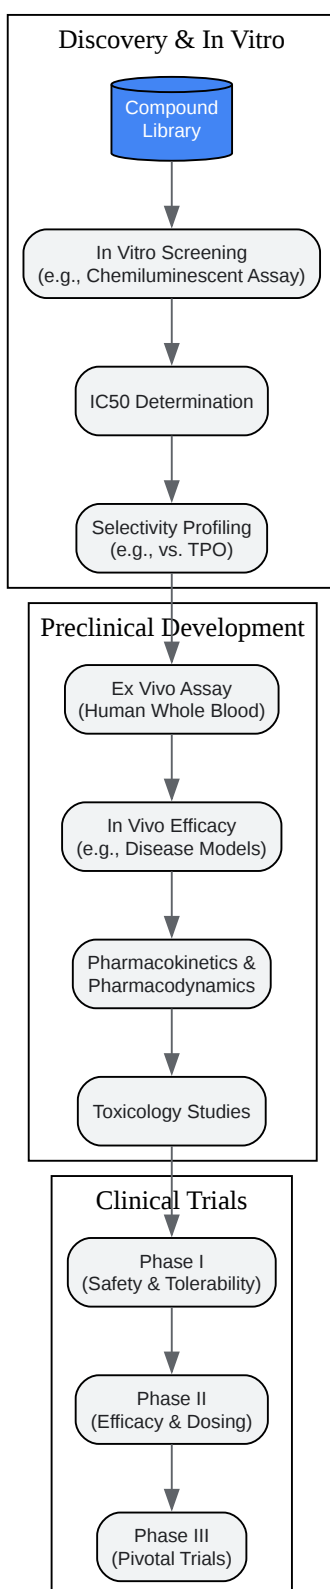 Discovery & In Vitro
Compound
Library
In Vitro Screening
(e.g., Chemiluminescent Assay)
IC50 Determination
Selectivity Profiling
(e.g., vs. TPO)
Preclinical Development
Ex Vivo Assay
(Human Whole Blood)
In Vivo Efficacy
(e.g., Disease Models)
Pharmacokinetics &
Pharmacodynamics
Toxicology Studies
Clinical Trials
Phase I
(Safety & Tolerability)
Phase II
(Efficacy & Dosing)
Phase III
(Pivotal Trials)